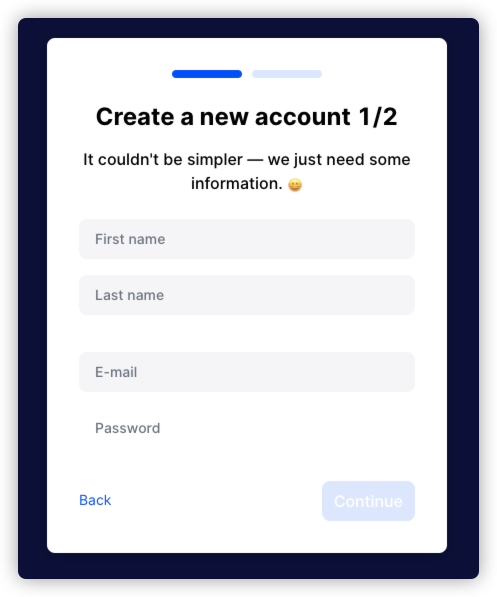 Create a new account 1/2
It couldn't be simpler — we just need some
information. 😀
First name
Last name
E-mail
Password
Back
Continue